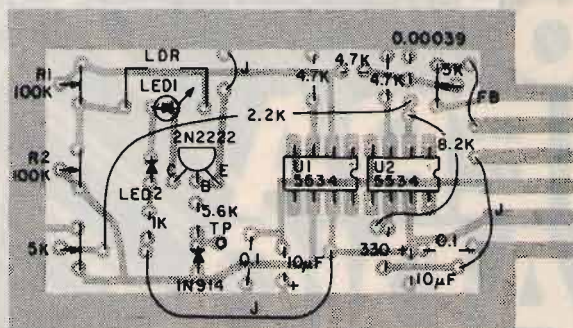 0.00039
LDR
J
R1
100K
LED1
4.7K
4.7K
4.7K
5K
FB
2.2K
2N2222
8.2K
R2
100K
C
B
E
U1
5534
U2
5534
LED2
1K
5.6K
TP
J
5K
0.1
10µF
330
+
-
0.1
-
10µF
1N914
+
J